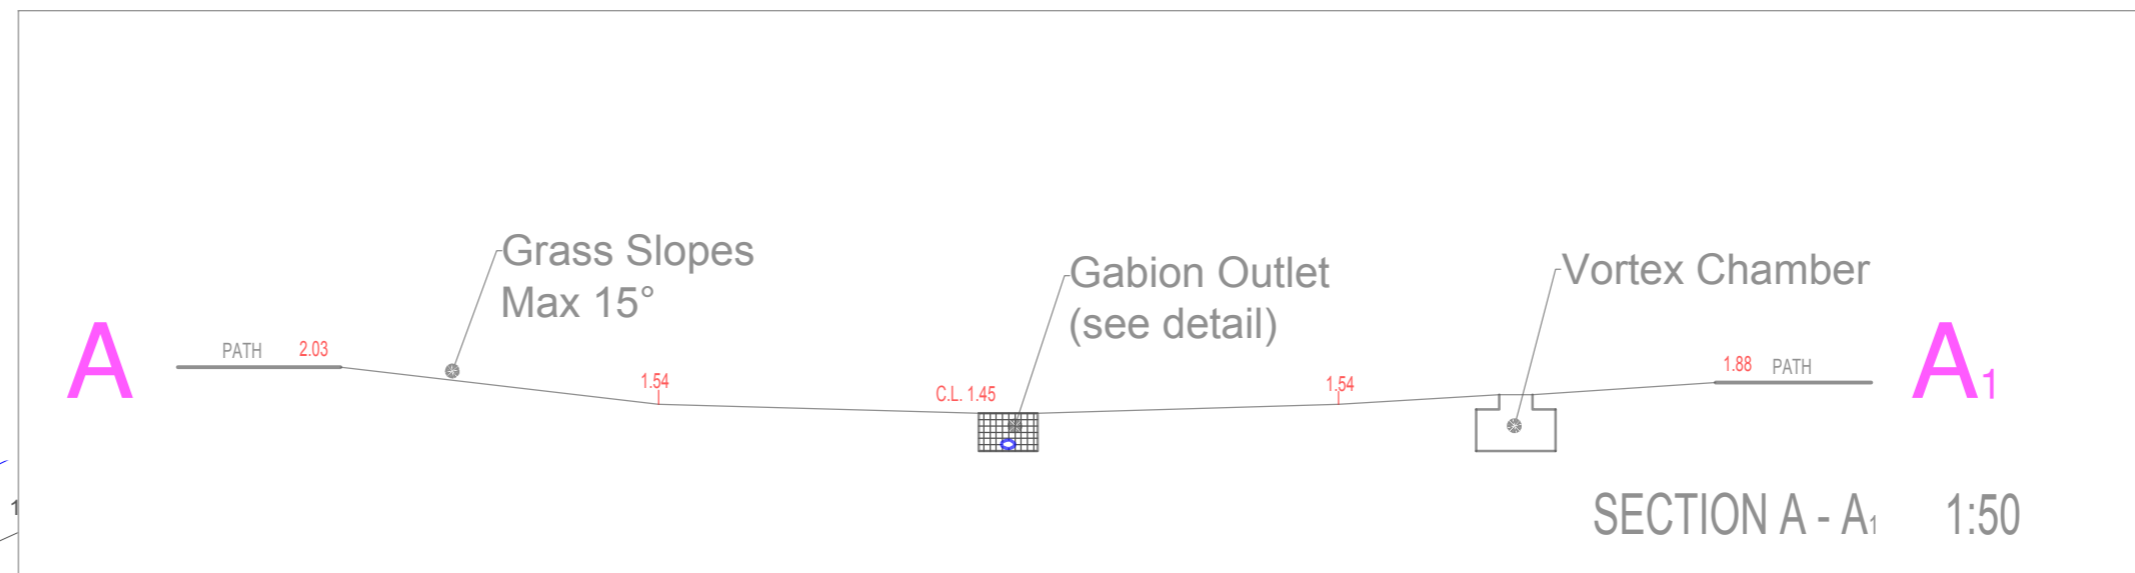 Grass Slopes
Max 15°
Gabion Outlet
(see detail)
Vortex Chamber
A
PATH 2.03
1.54
C.L. 1.45
1.54
1.88 PATH
A1
1
SECTION A - A1 1:50